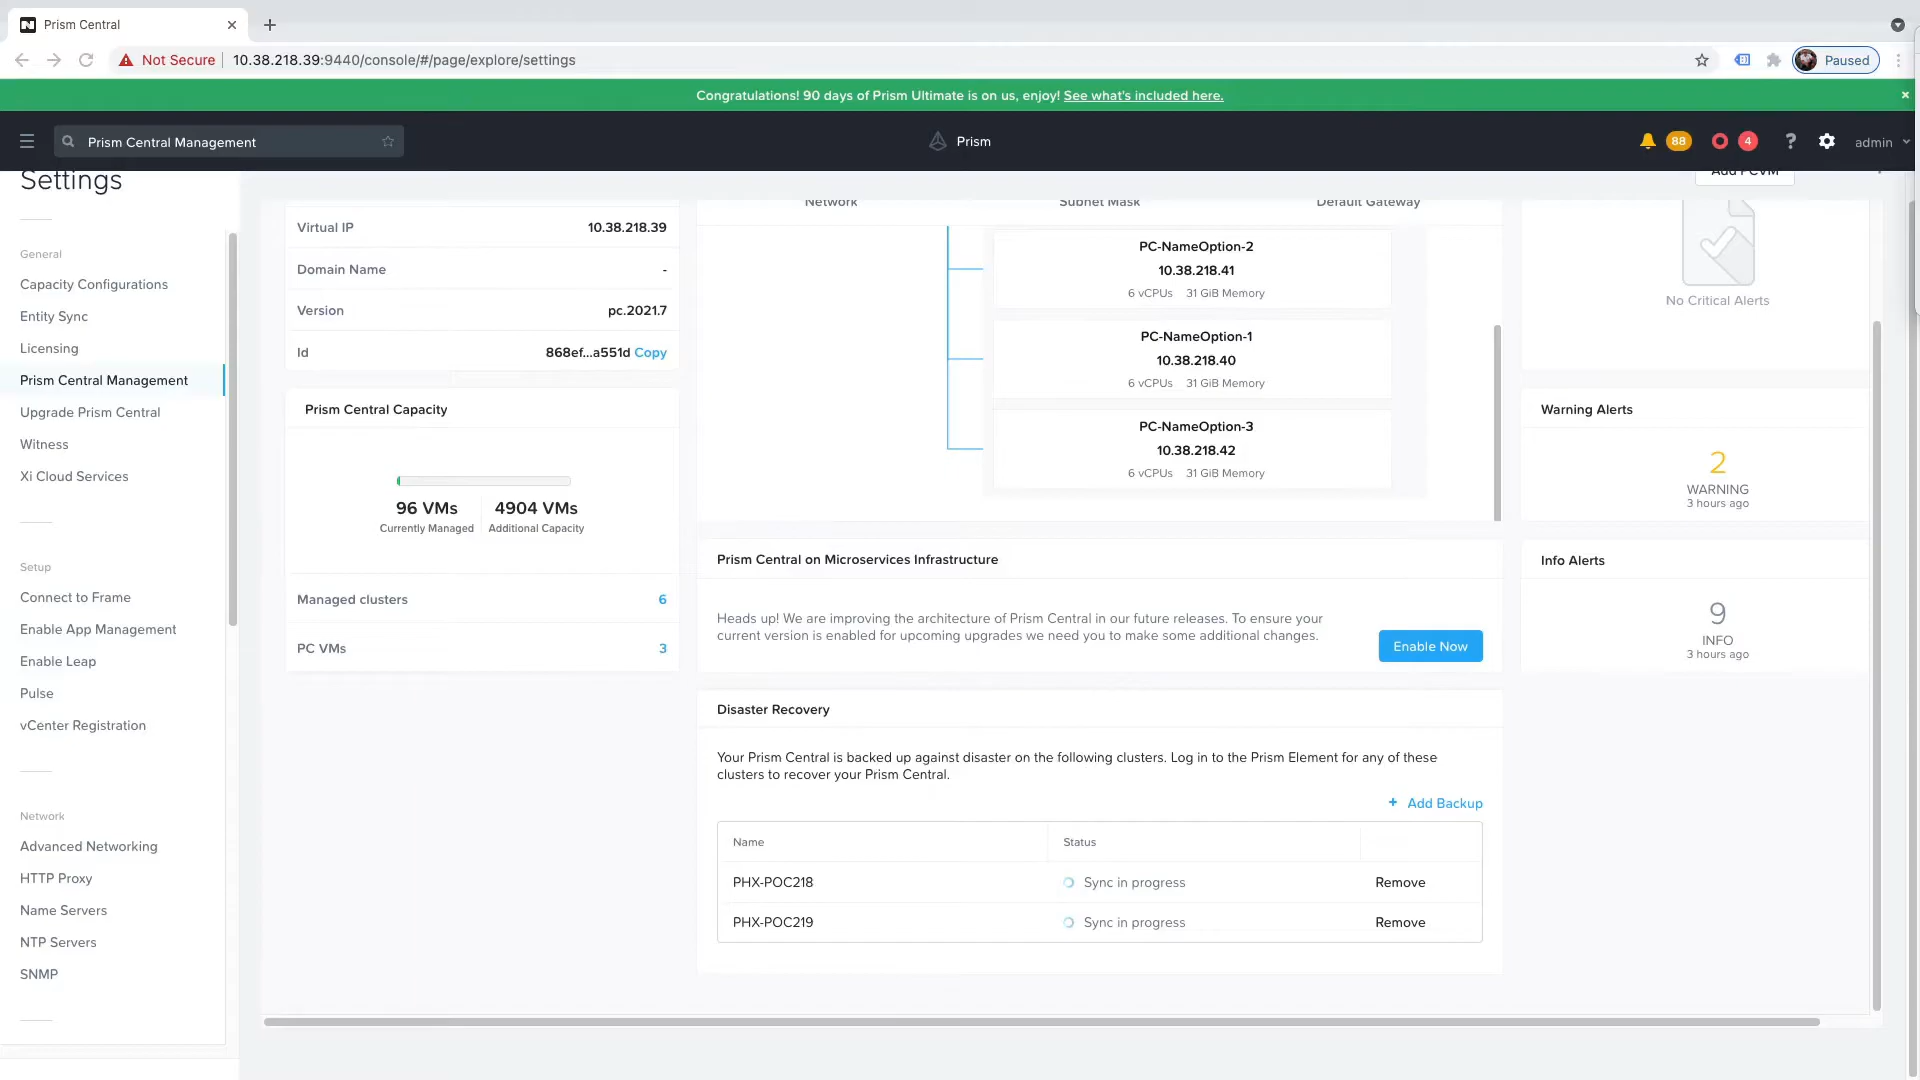 Prism Central
Not Secure
10.38.218.39:9440/console/#/page/explore/settings
Paused
Congratulations! 90 days of Prism Ultimate is on us, enjoy! See what's included here.
Prism Central Management
Prism
88
4
?
admin
Settings
General
Capacity Configurations
Entity Sync
Licensing
Prism Central Management
Upgrade Prism Central
Witness
Xi Cloud Services
Setup
Connect to Frame
Enable App Management
Enable Leap
Pulse
vCenter Registration
Network
Advanced Networking
HTTP Proxy
Name Servers
NTP Servers
SNMP
Virtual IP 10.38.218.39
Domain Name -
Version pc.2021.7
Id 868ef...a551d Copy
Prism Central Capacity
96 VMs 4904 VMs
Currently Managed Additional Capacity
Managed clusters 6
PC VMs 3
Network Subnet Mask Default Gateway
PC-NameOption-2
10.38.218.41
6 vCPUs 31 GiB Memory
PC-NameOption-1
10.38.218.40
6 vCPUs 31 GiB Memory
PC-NameOption-3
10.38.218.42
6 vCPUs 31 GiB Memory
Prism Central on Microservices Infrastructure
Heads up! We are improving the architecture of Prism Central in our future releases. To ensure your
current version is enabled for upcoming upgrades we need you to make some additional changes.
Enable Now
Disaster Recovery
Your Prism Central is backed up against disaster on the following clusters. Log in to the Prism Element for any of these
clusters to recover your Prism Central.
+ Add Backup
Name Status
PHX-POC218 Sync in progress Remove
PHX-POC219 Sync in progress Remove
Add PCVM
No Critical Alerts
Warning Alerts
2
WARNING
3 hours ago
Info Alerts
9
INFO
3 hours ago